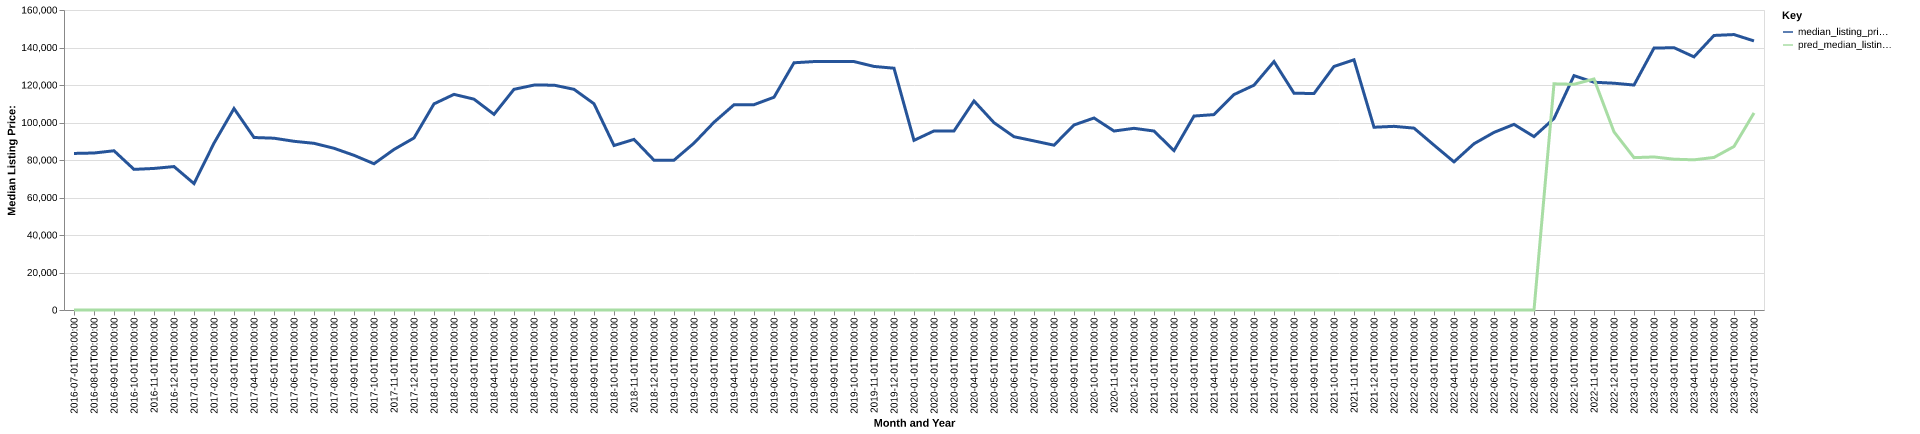 Median Listing Price:
160,000
140,000
120,000
100,000
80,000
60,000
40,000
20,000
0
2016-07-01T00:00:00
2016-08-01T00:00:00
2016-09-01T00:00:00
2016-10-01T00:00:00
2016-11-01T00:00:00
2016-12-01T00:00:00
2017-01-01T00:00:00
2017-02-01T00:00:00
2017-03-01T00:00:00
2017-04-01T00:00:00
2017-05-01T00:00:00
2017-06-01T00:00:00
2017-07-01T00:00:00
2017-08-01T00:00:00
2017-09-01T00:00:00
2017-10-01T00:00:00
2017-11-01T00:00:00
2017-12-01T00:00:00
2018-01-01T00:00:00
2018-02-01T00:00:00
2018-03-01T00:00:00
2018-04-01T00:00:00
2018-05-01T00:00:00
2018-06-01T00:00:00
2018-07-01T00:00:00
2018-08-01T00:00:00
2018-09-01T00:00:00
2018-10-01T00:00:00
2018-11-01T00:00:00
2018-12-01T00:00:00
2019-01-01T00:00:00
2019-02-01T00:00:00
2019-03-01T00:00:00
2019-04-01T00:00:00
2019-05-01T00:00:00
2019-06-01T00:00:00
2019-07-01T00:00:00
2019-08-01T00:00:00
2019-09-01T00:00:00
2019-10-01T00:00:00
2019-11-01T00:00:00
2019-12-01T00:00:00
2020-01-01T00:00:00
2020-02-01T00:00:00
2020-03-01T00:00:00
2020-04-01T00:00:00
2020-05-01T00:00:00
2020-06-01T00:00:00
2020-07-01T00:00:00
2020-08-01T00:00:00
2020-09-01T00:00:00
2020-10-01T00:00:00
2020-11-01T00:00:00
2020-12-01T00:00:00
2021-01-01T00:00:00
2021-02-01T00:00:00
2021-03-01T00:00:00
2021-04-01T00:00:00
2021-05-01T00:00:00
2021-06-01T00:00:00
2021-07-01T00:00:00
2021-08-01T00:00:00
2021-09-01T00:00:00
2021-10-01T00:00:00
2021-11-01T00:00:00
2021-12-01T00:00:00
2022-01-01T00:00:00
2022-02-01T00:00:00
2022-03-01T00:00:00
2022-04-01T00:00:00
2022-05-01T00:00:00
2022-06-01T00:00:00
2022-07-01T00:00:00
2022-08-01T00:00:00
2022-09-01T00:00:00
2022-10-01T00:00:00
2022-11-01T00:00:00
2022-12-01T00:00:00
2023-01-01T00:00:00
2023-02-01T00:00:00
2023-03-01T00:00:00
2023-04-01T00:00:00
2023-05-01T00:00:00
2023-06-01T00:00:00
2023-07-01T00:00:00
Month and Year
Key
median_listing_pri...
pred_median_listin...